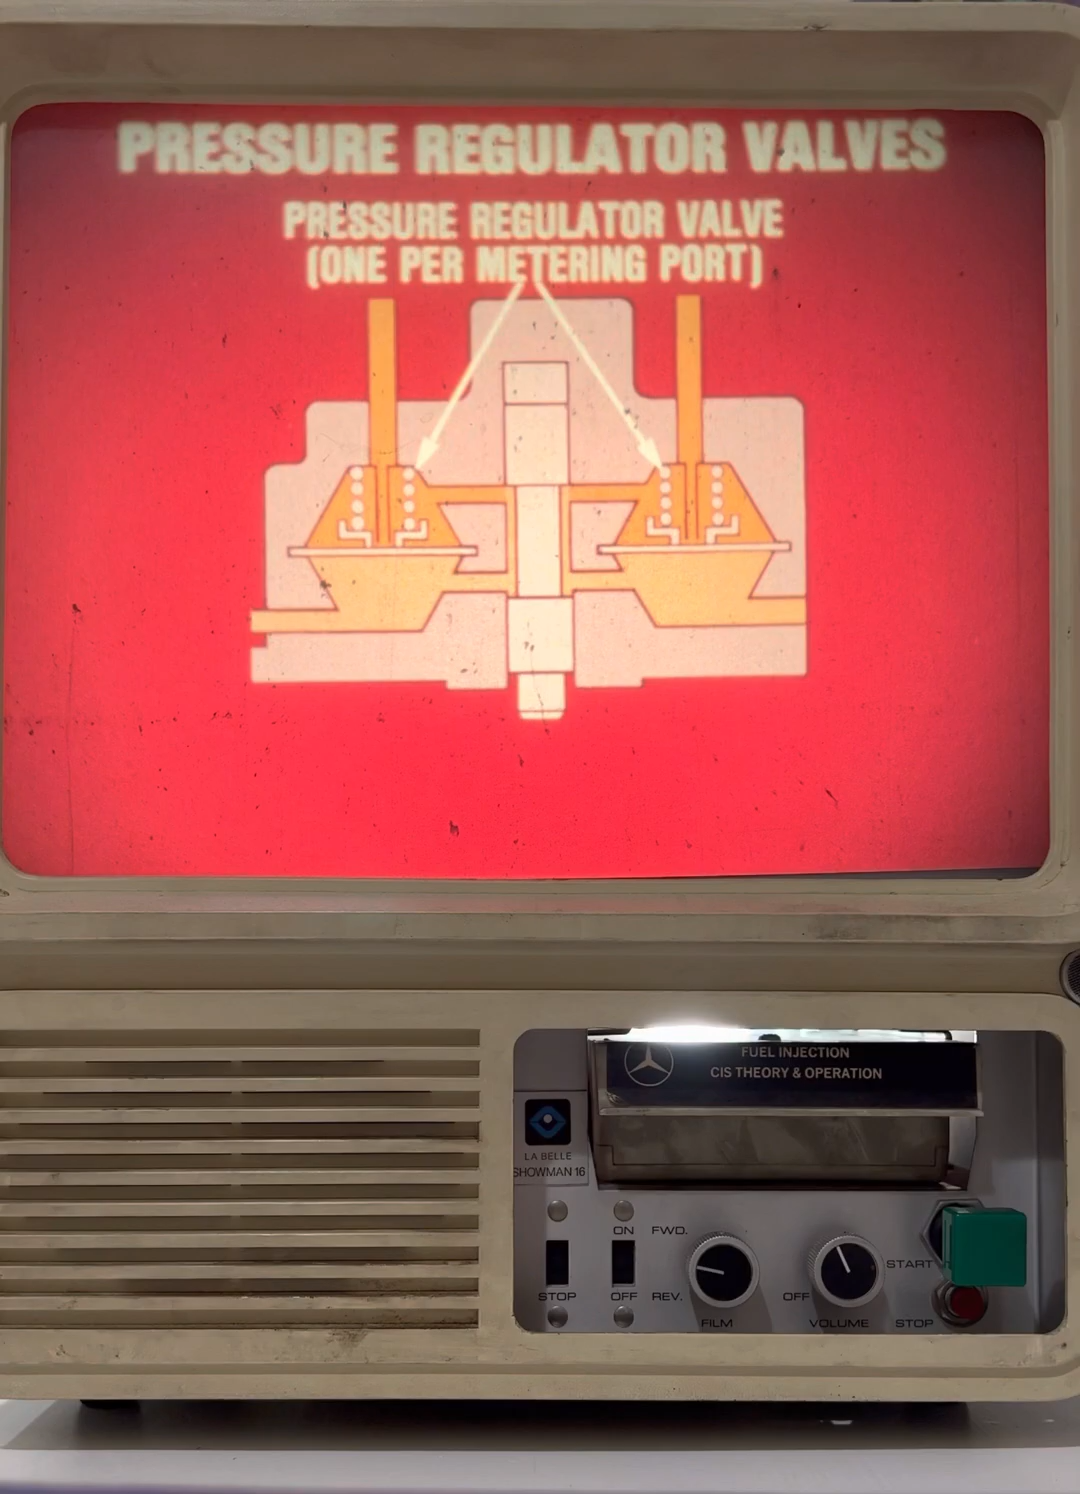 PRESSURE REGULATOR VALVES
PRESSURE REGULATOR VALVE
(ONE PER METERING PORT)
FUEL INJECTION
CIS THEORY & OPERATION
LA BELLE
SHOWMAN 16
ON
FWD.
START
STOP
OFF
REV.
OFF
FILM
VOLUME
STOP